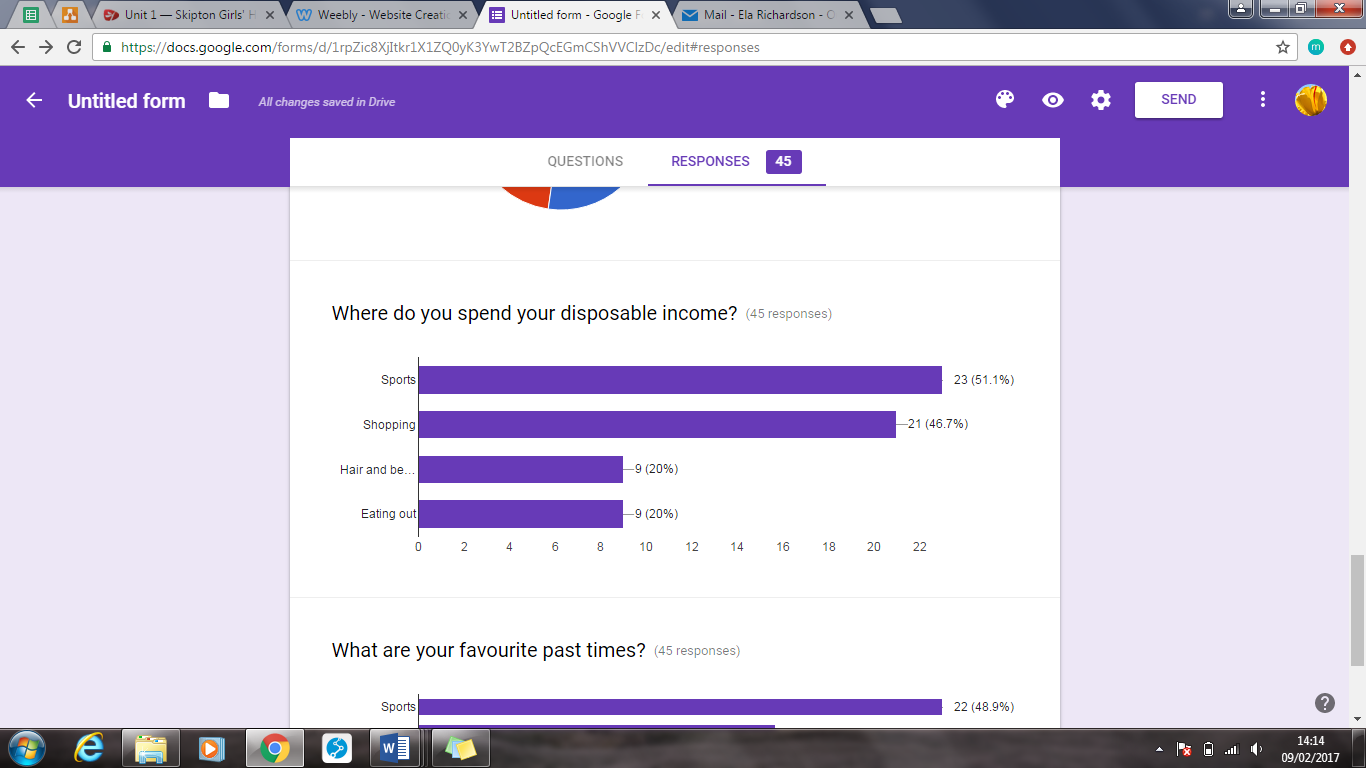 Unit 1 — Skipton Girls' H
Weebly - Website Creatio
Untitled form - Google F
Mail - Ela Richardson - O
https://docs.google.com/forms/d/1rpZic8XjItkr1X1ZQ0yK3YwT2BZpQcEGmCShVVClzDc/edit#responses
m
Untitled form
All changes saved in Drive
SEND
QUESTIONS
RESPONSES 45
Where do you spend your disposable income? (45 responses)
Sports 23 (51.1%)
Shopping 21 (46.7%)
Hair and be... 9 (20%)
Eating out 9 (20%)
0 2 4 6 8 10 12 14 16 18 20 22
What are your favourite past times? (45 responses)
Sports 22 (48.9%)
14:14
09/02/2017